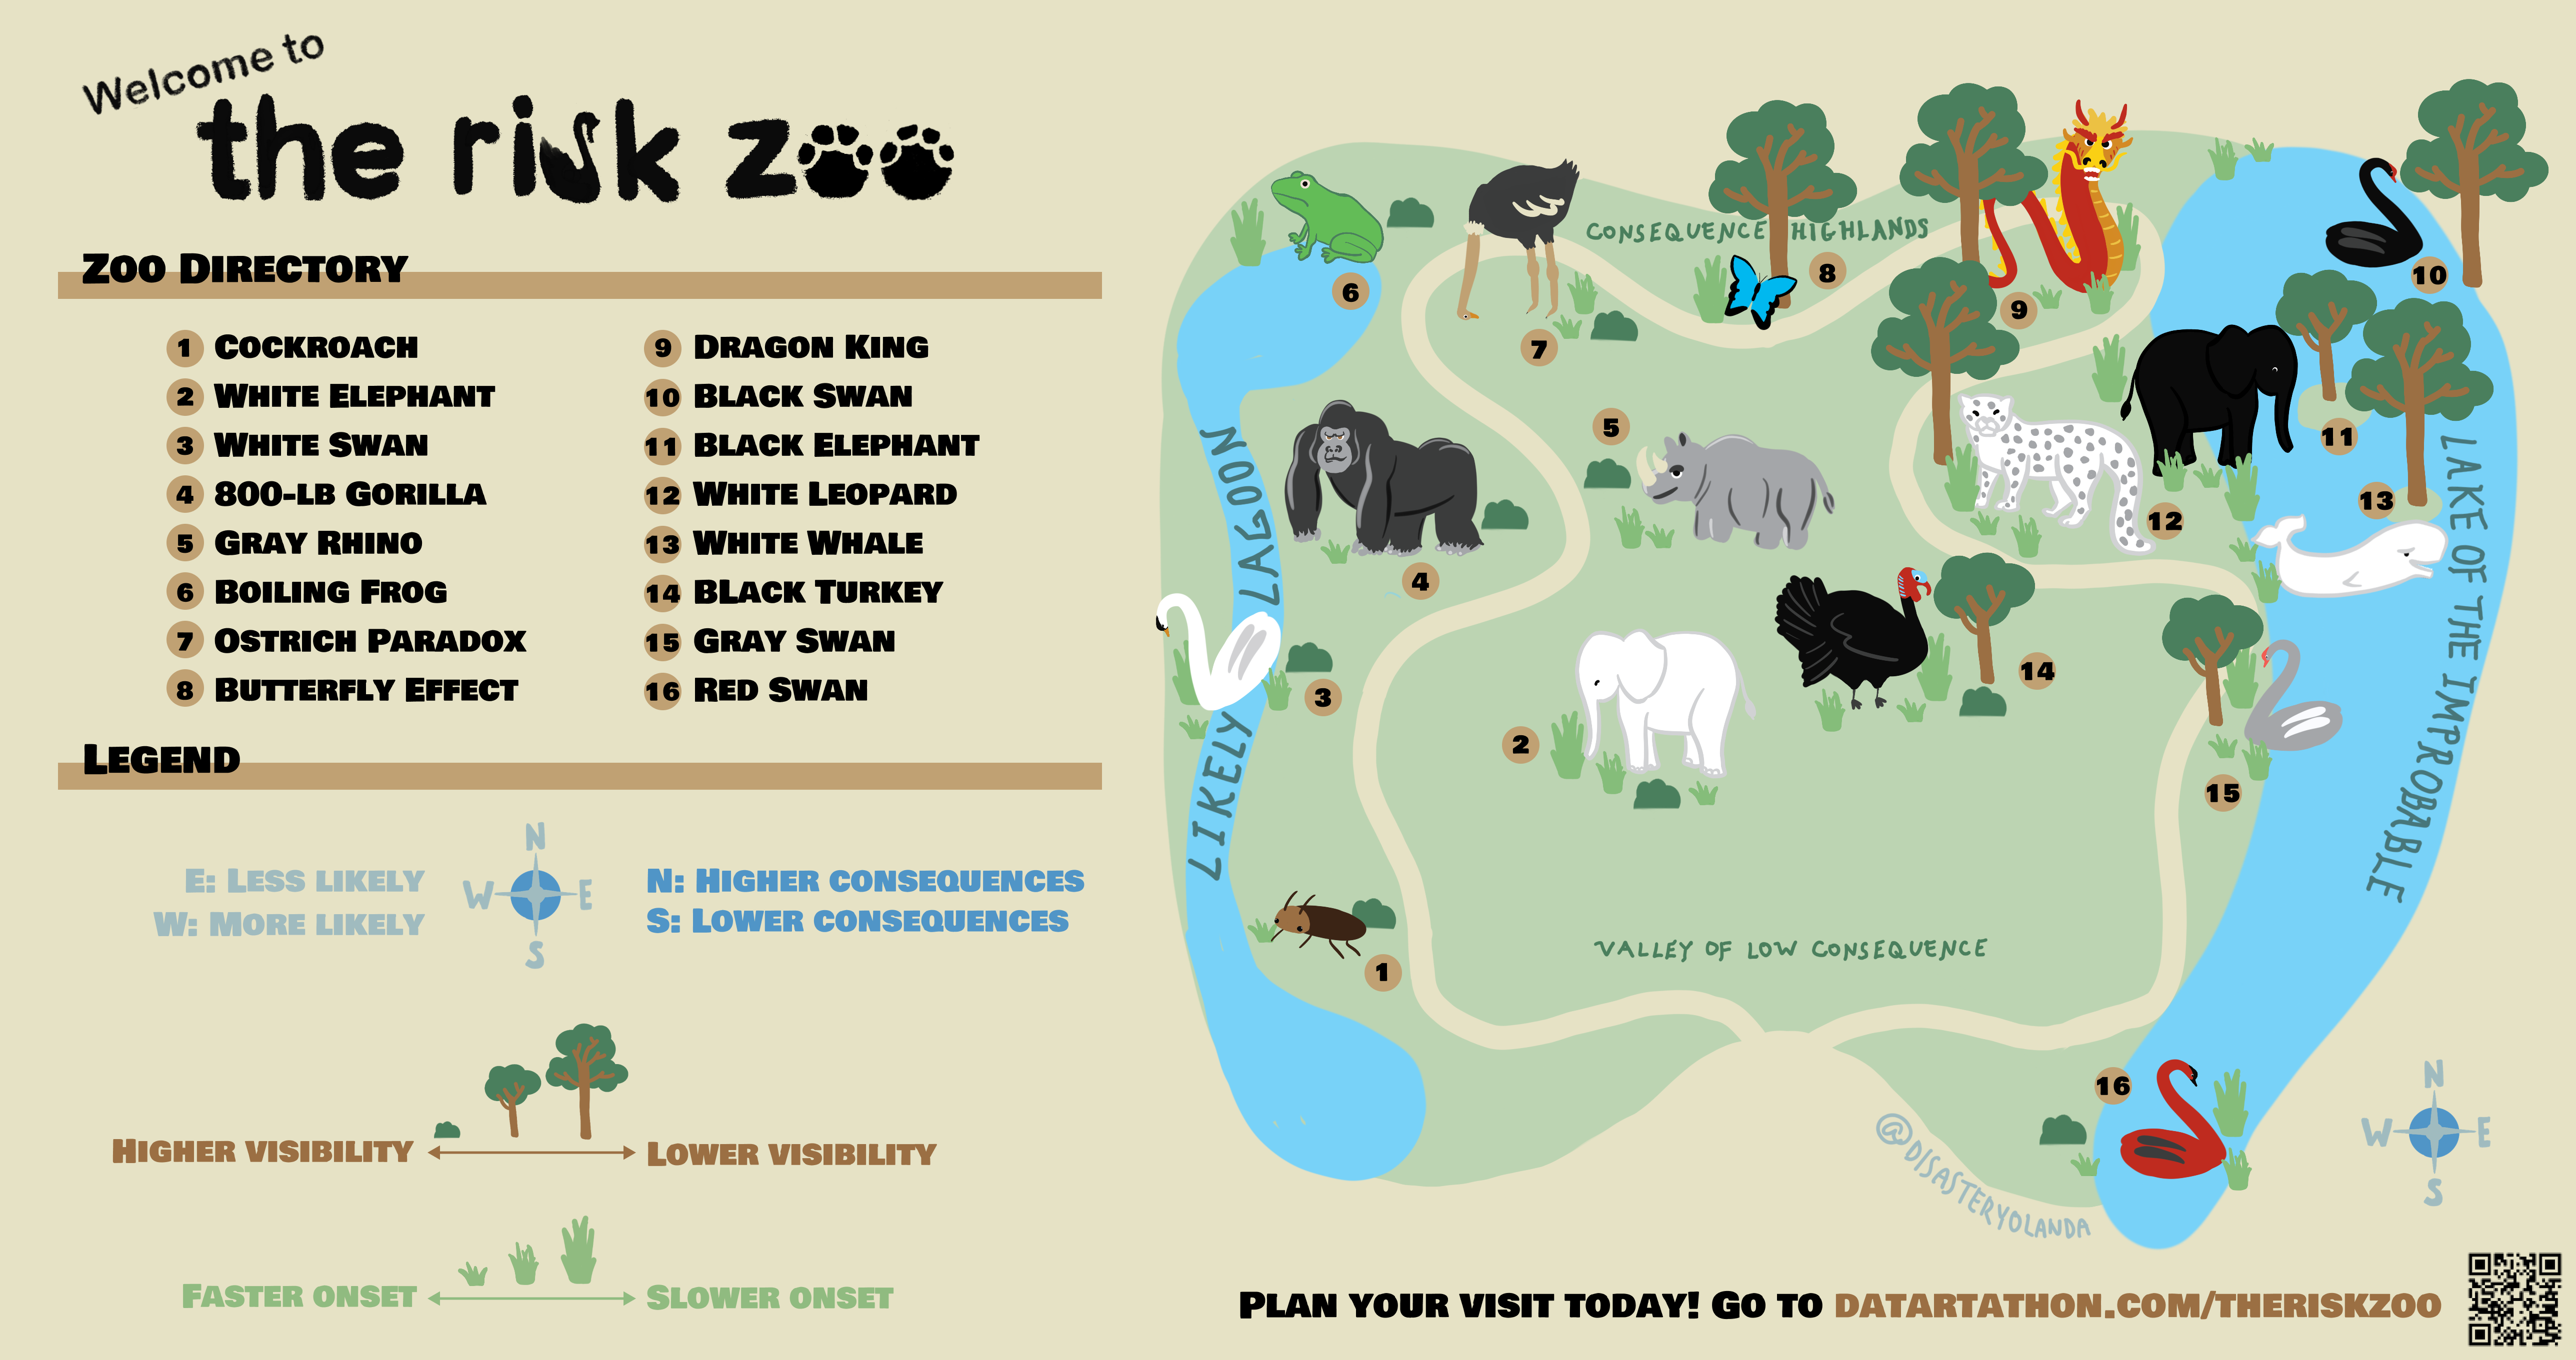 Welcome to
the risk zoo
Zoo Directory
1 Cockroach
2 White Elephant
3 White Swan
4 800-lb Gorilla
5 Gray Rhino
6 Boiling Frog
7 Ostrich Paradox
8 Butterfly Effect
9 Dragon King
10 Black Swan
11 Black Elephant
12 White Leopard
13 White Whale
14 BLack Turkey
15 Gray Swan
16 Red Swan
Legend
E: Less likely
W: More likely
N
W E
S
N: Higher consequences
S: Lower consequences
Higher visibility
Lower visibility
Faster onset
Slower onset
CONSEQUENCE HIGHLANDS
LIKELY LAGOON
LAKE OF THE IMPROBABLE
VALLEY OF LOW CONSEQUENCE
6
7
8
9
10
11
5
13
12
4
14
3
2
15
1
16
N
W E
S
@DISASTERYOLANDA
Plan your visit today! Go to datartathon.com/theriskzoo